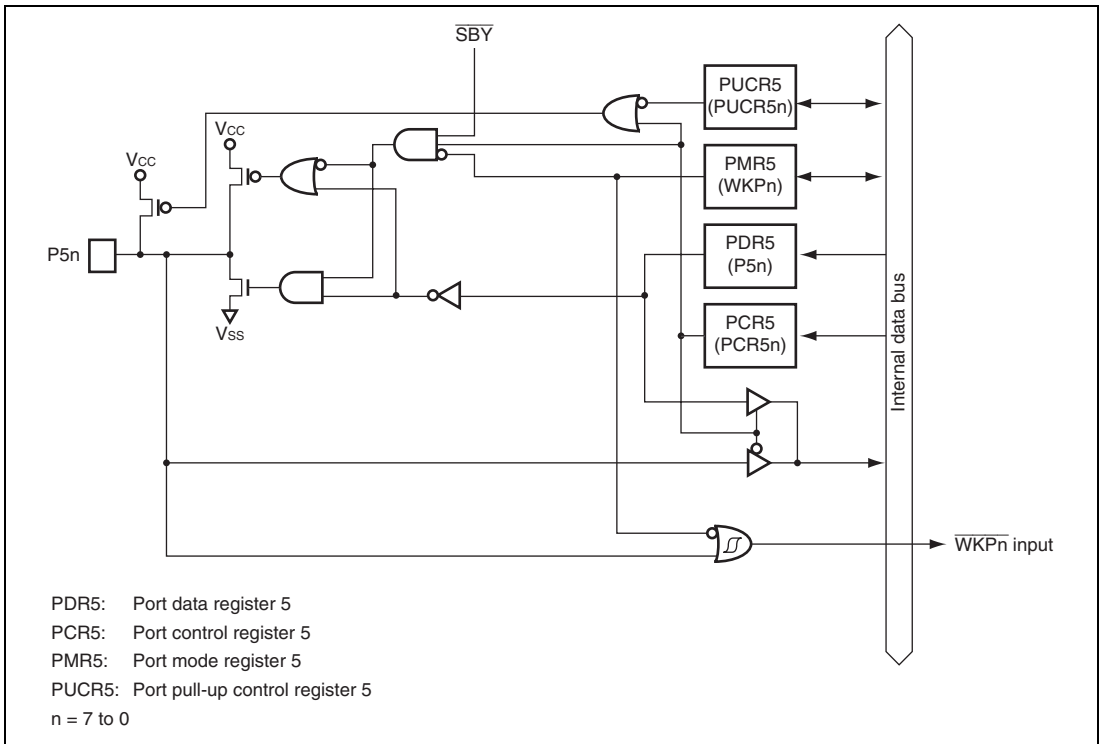 SBY
PUCR5
(PUCR5n)
VCC
VCC
PMR5
(WKPn)
P5n
PDR5
(P5n)
VSS
PCR5
(PCR5n)
Internal data bus
WKPn input
PDR5: Port data register 5
PCR5: Port control register 5
PMR5: Port mode register 5
PUCR5: Port pull-up control register 5
n = 7 to 0